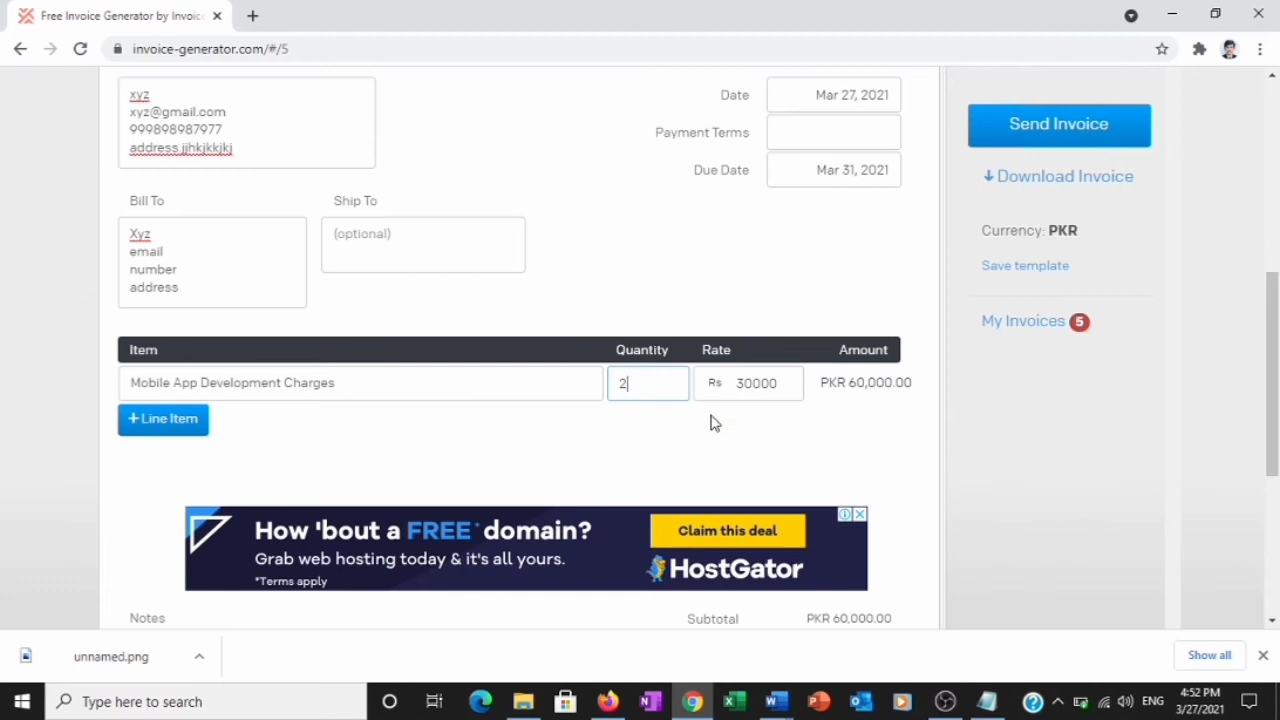 Free Invoice Generator by Invoic
invoice-generator.com/#/5
xyz
xyz@gmail.com
999898987977
address.jjhkjkkjkj
Date
Mar 27, 2021
Payment Terms
Due Date
Mar 31, 2021
Send Invoice
Download Invoice
Currency: PKR
Save template
My Invoices 5
Bill To
Ship To
Xyz
email
number
address
(optional)
Item Quantity Rate Amount
Mobile App Development Charges 2 Rs 30000 PKR 60,000.00
+ Line Item
How 'bout a FREE* domain?
Grab web hosting today & it's all yours.
*Terms apply
Claim this deal
HostGator
Notes
Subtotal PKR 60,000.00
unnamed.png
Show all
Type here to search
ENG
4:52 PM
3/27/2021